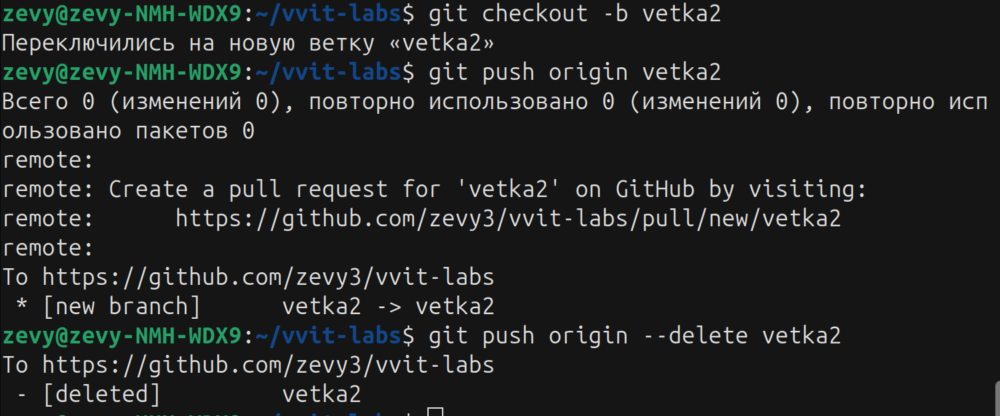 zevy@zevy-NMH-WDX9:~/vvit-labs$ git checkout -b vetka2
Переключились на новую ветку «vetka2»
zevy@zevy-NMH-WDX9:~/vvit-labs$ git push origin vetka2
Всего 0 (изменений 0), повторно использовано 0 (изменений 0), повторно исп
ользовано пакетов 0
remote:
remote: Create a pull request for 'vetka2' on GitHub by visiting:
remote:      https://github.com/zevy3/vvit-labs/pull/new/vetka2
remote:
To https://github.com/zevy3/vvit-labs
 * [new branch]      vetka2 -> vetka2
zevy@zevy-NMH-WDX9:~/vvit-labs$ git push origin --delete vetka2
To https://github.com/zevy3/vvit-labs
 - [deleted]         vetka2